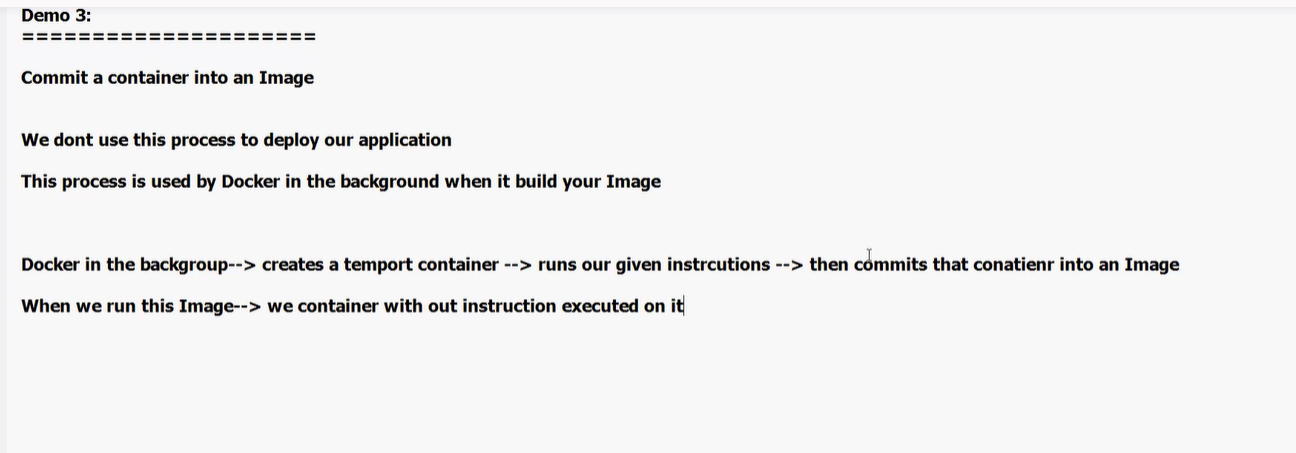 Demo 3:
=====================
Commit a container into an Image
We dont use this process to deploy our application
This process is used by Docker in the background when it build your Image
Docker in the backgroup--> creates a temport container --> runs our given instrcutions --> then commits that conatienr into an Image
When we run this Image--> we container with out instruction executed on it